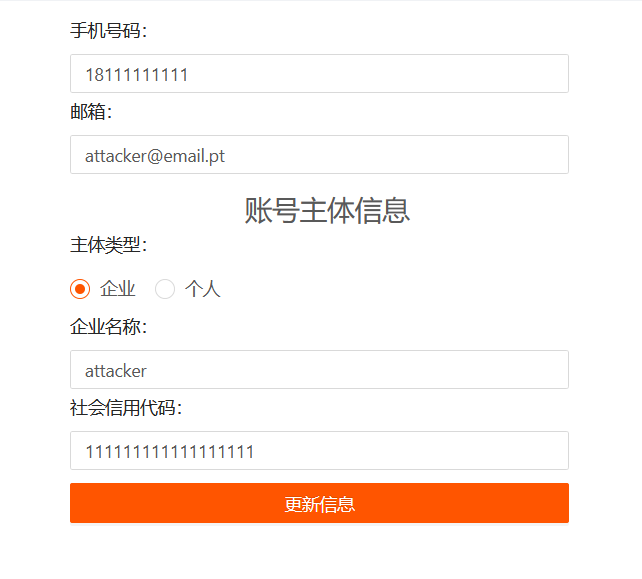 手机号码：
18111111111
邮箱：
attacker@email.pt
账号主体信息
主体类型：
企业 个人
企业名称：
attacker
社会信用代码：
111111111111111111
更新信息